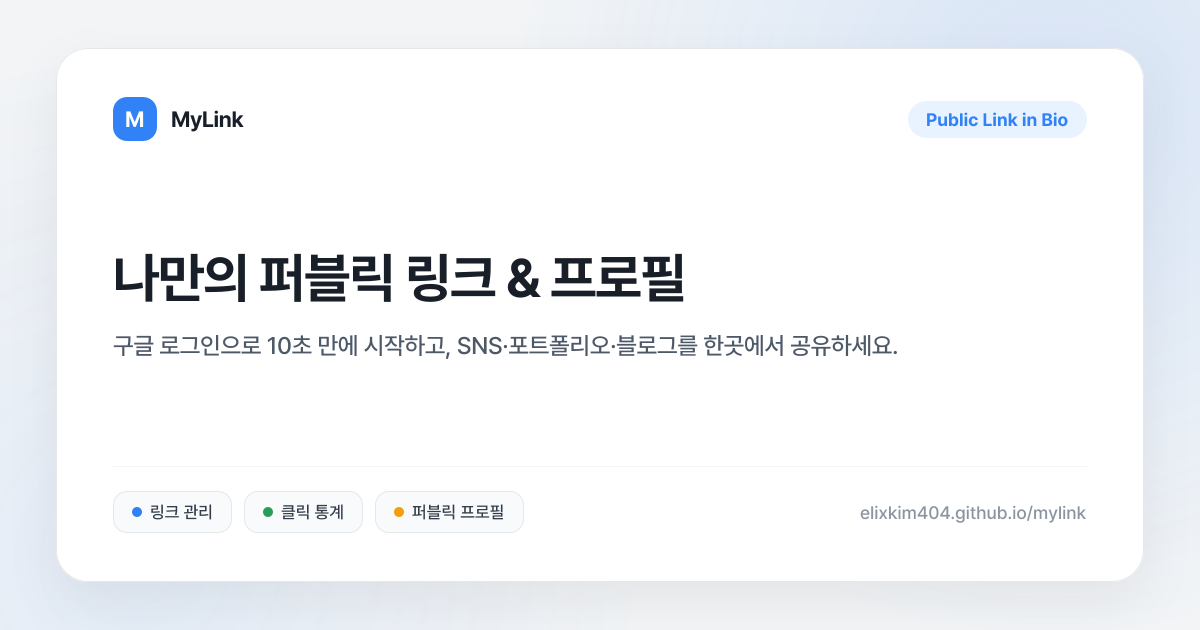 M
MyLink
Public Link in Bio
나만의 퍼블릭 링크 & 프로필
구글 로그인으로 10초 만에 시작하고, SNS·포트폴리오·블로그를 한곳에서 공유하세요.
링크 관리
클릭 통계
퍼블릭 프로필
elixkim404.github.io/mylink